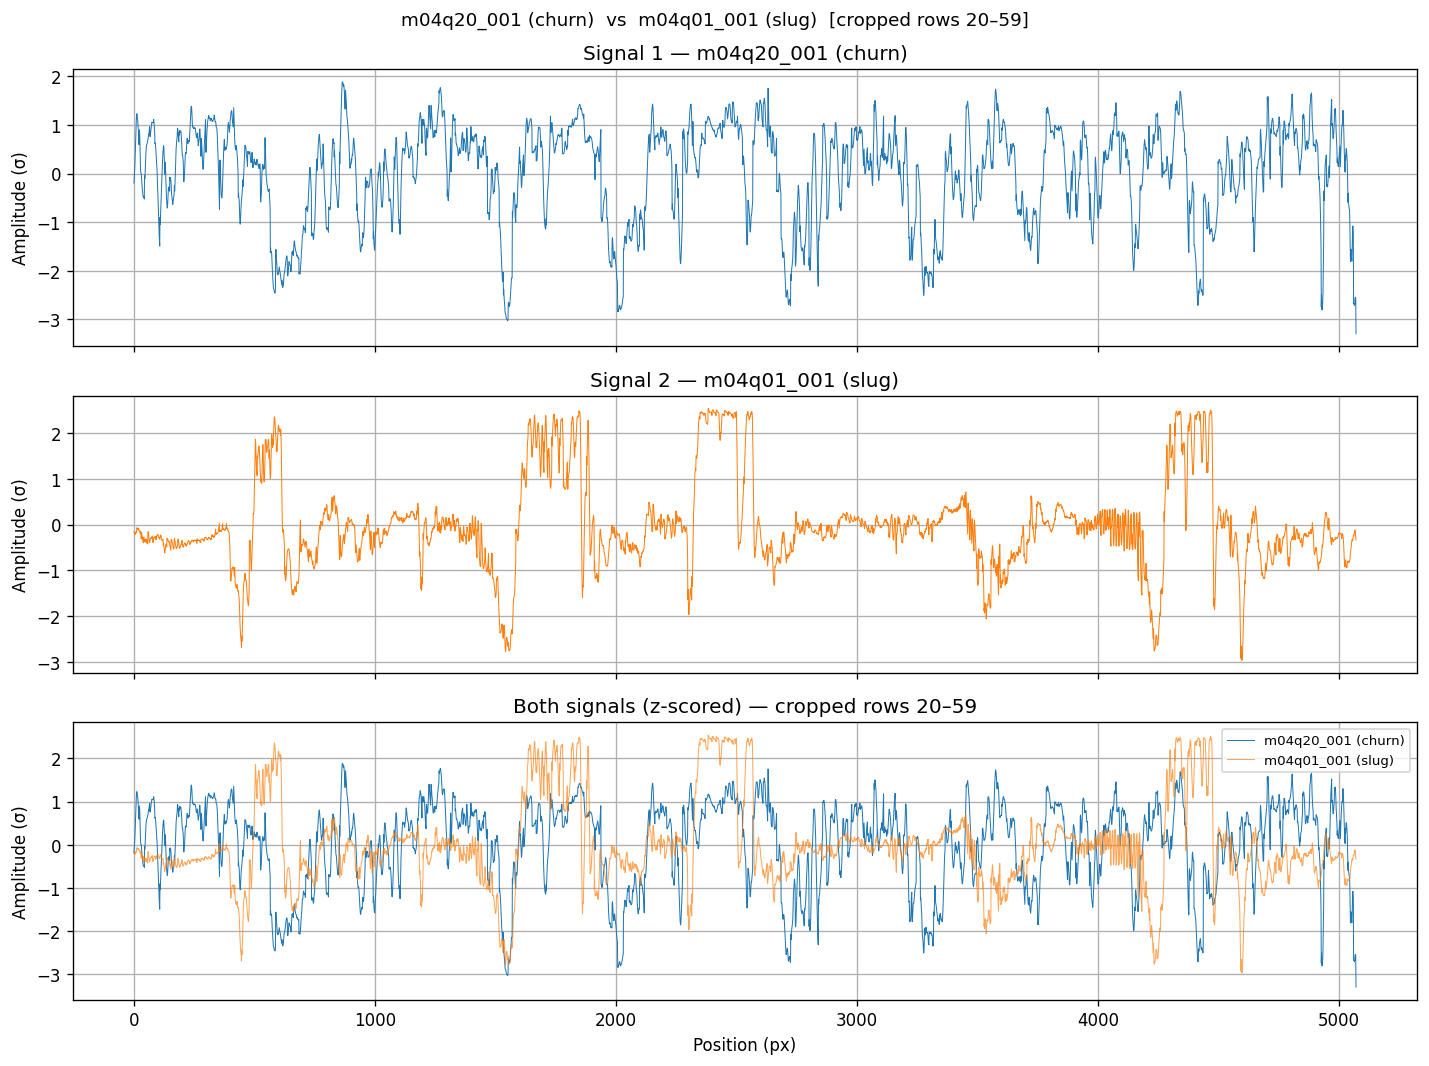 m04q20_001 (churn)  vs  m04q01_001 (slug)  [cropped rows 20–59]
Signal 1 — m04q20_001 (churn)
2
1
0
−1
−2
−3
Amplitude (σ)
Signal 2 — m04q01_001 (slug)
2
1
0
−1
−2
−3
Amplitude (σ)
Both signals (z-scored) — cropped rows 20–59
m04q20_001 (churn)
m04q01_001 (slug)
2
1
0
−1
−2
−3
Amplitude (σ)
0 1000 2000 3000 4000 5000
Position (px)